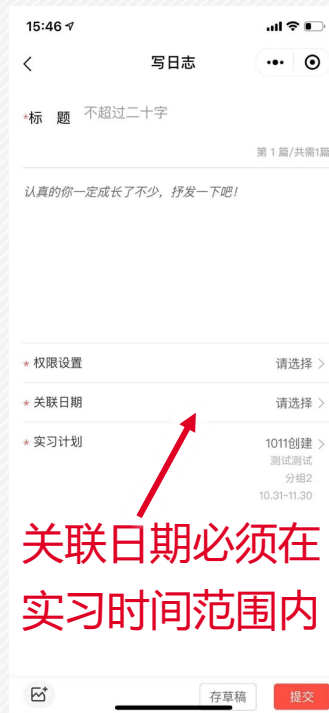 15:46
写日志
*标 题 不超过二十字
第 1 篇/共需1篇
认真的你一定成长了不少，抒发一下吧！
* 权限设置 请选择 >
* 关联日期 请选择 >
* 实习计划 1011创建 >
测试测试
分组2
10.31~11.30
关联日期必须在
实习时间范围内
存草稿 提交